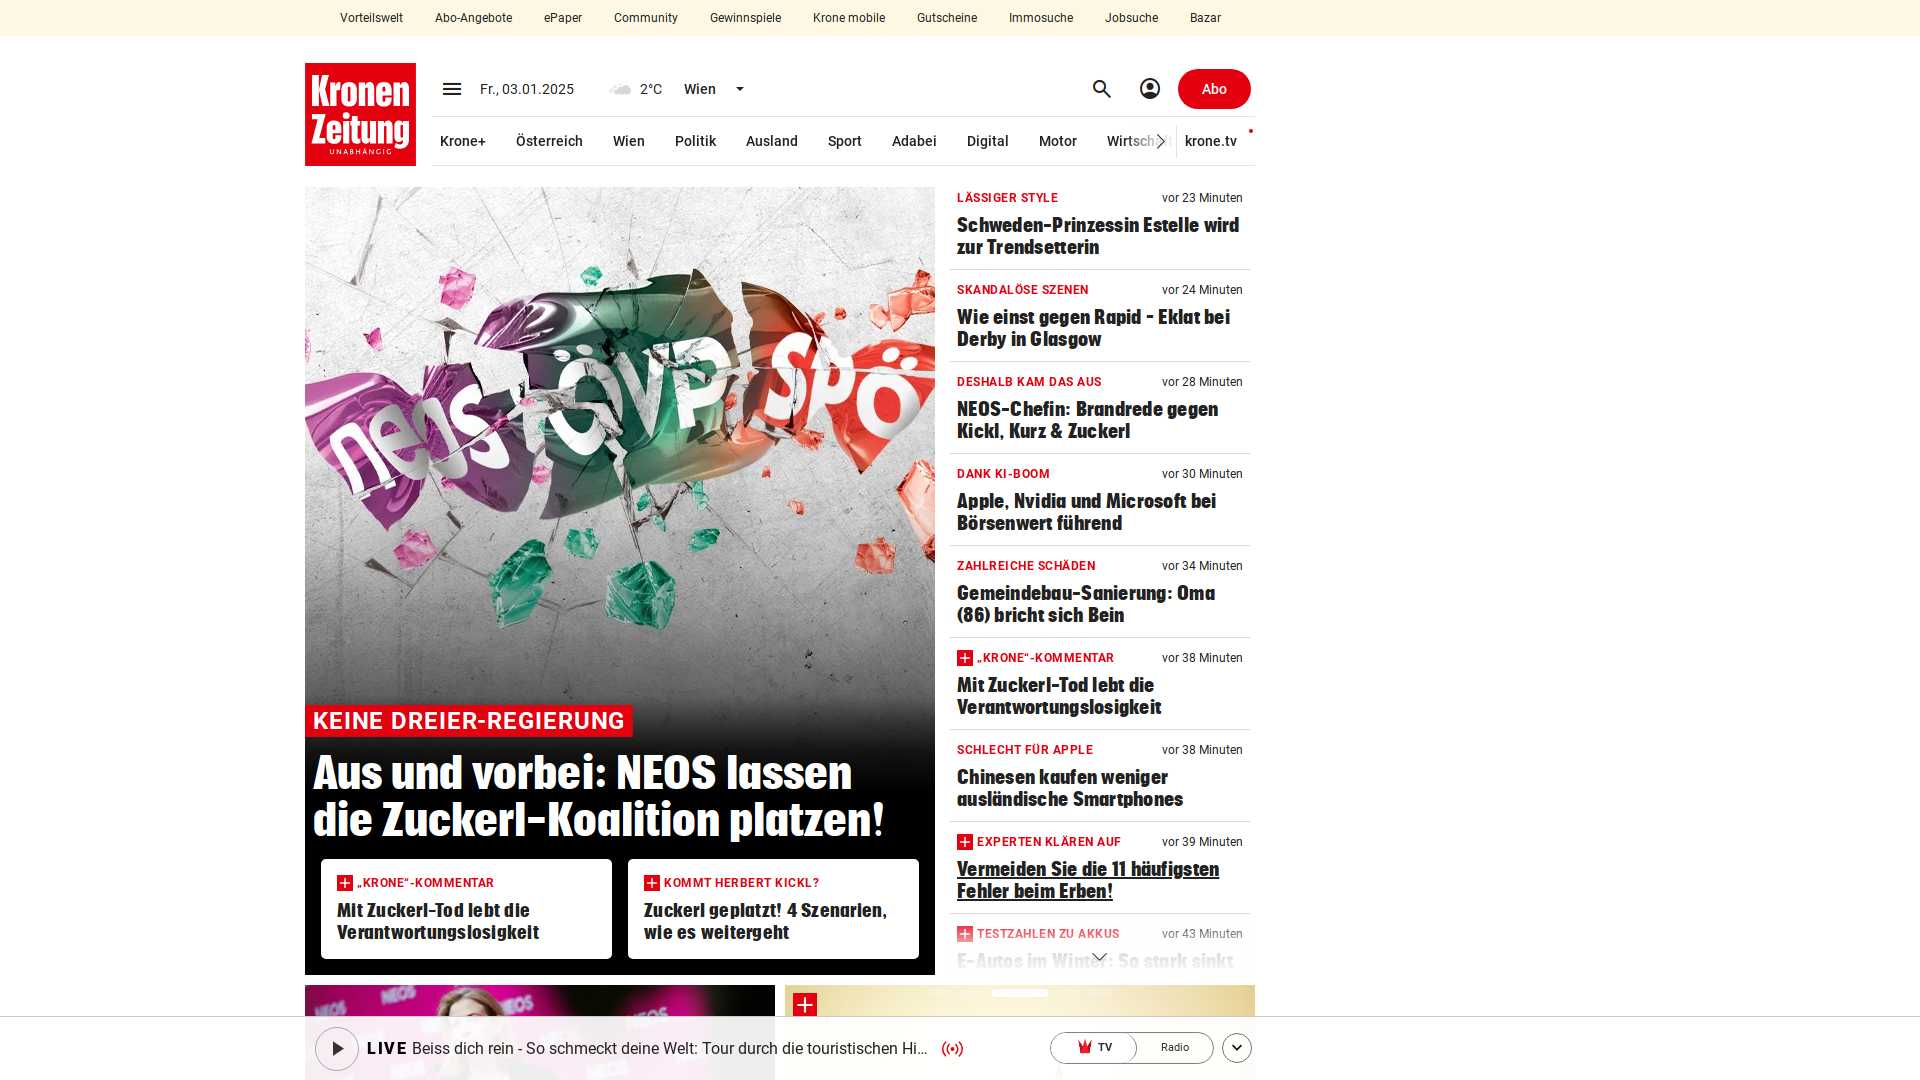 Vorteilswelt
Abo-Angebote
ePaper
Community
Gewinnspiele
Krone mobile
Gutscheine
Immosuche
Jobsuche
Bazar
Kronen
Zeitung
UNABHÄNGIG
Fr., 03.01.2025
2°C
Wien
Abo
Krone+
Österreich
Wien
Politik
Ausland
Sport
Adabei
Digital
Motor
krone.tv
neos ÖVP SPÖ
KEINE DREIER-REGIERUNG
Aus und vorbei: NEOS lassen
die Zuckerl-Koalition platzen!
„KRONE“-KOMMENTAR
Mit Zuckerl-Tod lebt die
Verantwortungslosigkeit
KOMMT HERBERT KICKL?
Zuckerl geplatzt! 4 Szenarien,
wie es weitergeht
LÄSSIGER STYLE
vor 23 Minuten
Schweden-Prinzessin Estelle wird
zur Trendsetterin
SKANDALÖSE SZENEN
vor 24 Minuten
Wie einst gegen Rapid - Eklat bei
Derby in Glasgow
DESHALB KAM DAS AUS
vor 28 Minuten
NEOS-Chefin: Brandrede gegen
Kickl, Kurz & Zuckerl
DANK KI-BOOM
vor 30 Minuten
Apple, Nvidia und Microsoft bei
Börsenwert führend
ZAHLREICHE SCHÄDEN
vor 34 Minuten
Gemeindebau-Sanierung: Oma
(86) bricht sich Bein
„KRONE“-KOMMENTAR
vor 38 Minuten
Mit Zuckerl-Tod lebt die
Verantwortungslosigkeit
SCHLECHT FÜR APPLE
vor 38 Minuten
Chinesen kaufen weniger
ausländische Smartphones
EXPERTEN KLÄREN AUF
vor 39 Minuten
Vermeiden Sie die 11 häufigsten
Fehler beim Erben!
TESTZAHLEN ZU AKKUS
vor 43 Minuten
E-Autos im Winter: So stark sinkt
NEOS
NEOS
NEOS
NEOS
LIVE Beiss dich rein - So schmeckt deine Welt: Tour durch die touristischen Hi...
TV
Radio